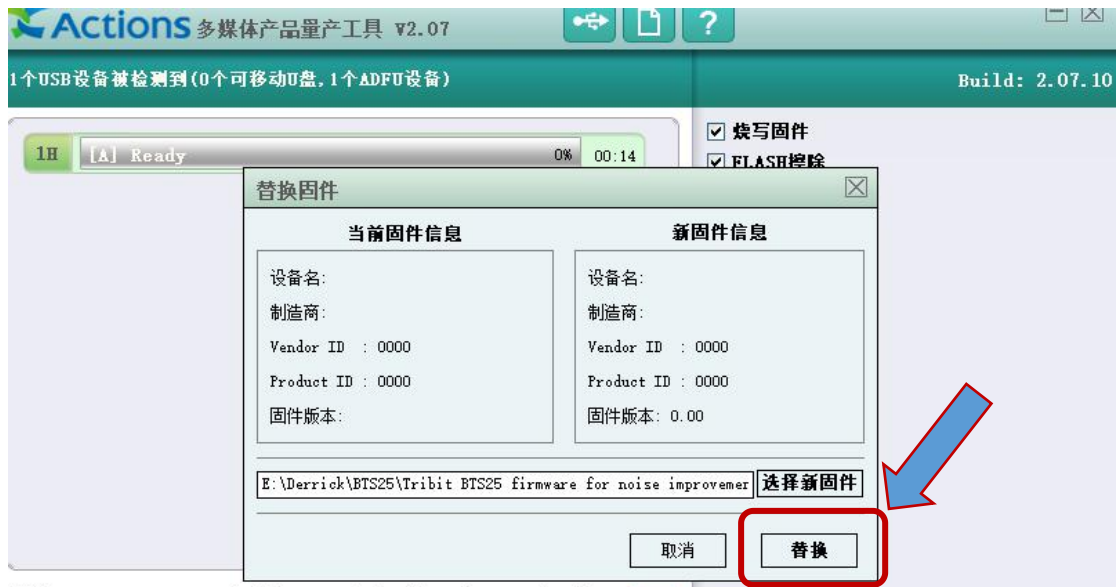 Actions 多媒体产品量产工具 V2.07
?
1个USB设备被检测到(0个可移动U盘,1个ADFU设备)
Build: 2.07.10
1H [A] Ready 0% 00:14
烧写固件
FLASH擦除
替换固件
当前固件信息
设备名:
制造商:
Vendor ID : 0000
Product ID : 0000
固件版本:
新固件信息
设备名:
制造商:
Vendor ID : 0000
Product ID : 0000
固件版本: 0.00
E:\Derrick\BTS25\Tribit BTS25 firmware for noise improvemer 选择新固件
取消 替换